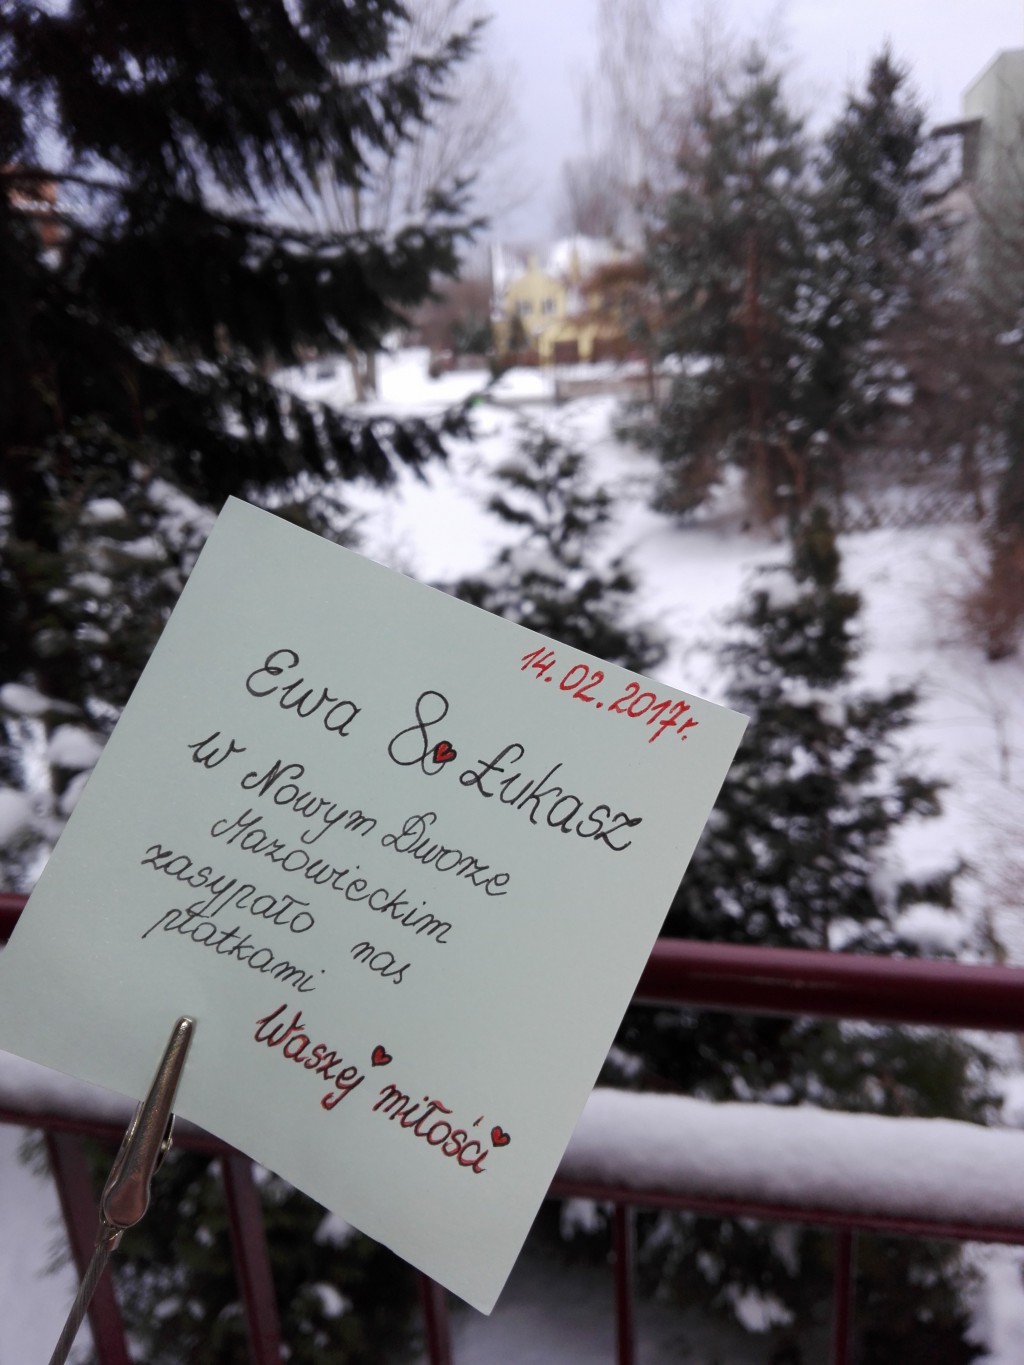 14.02.2017r.
Ewa & Łukasz
w Nowym Dworze
Mazowieckim
zasypało nas
płatkami
Waszej miłości